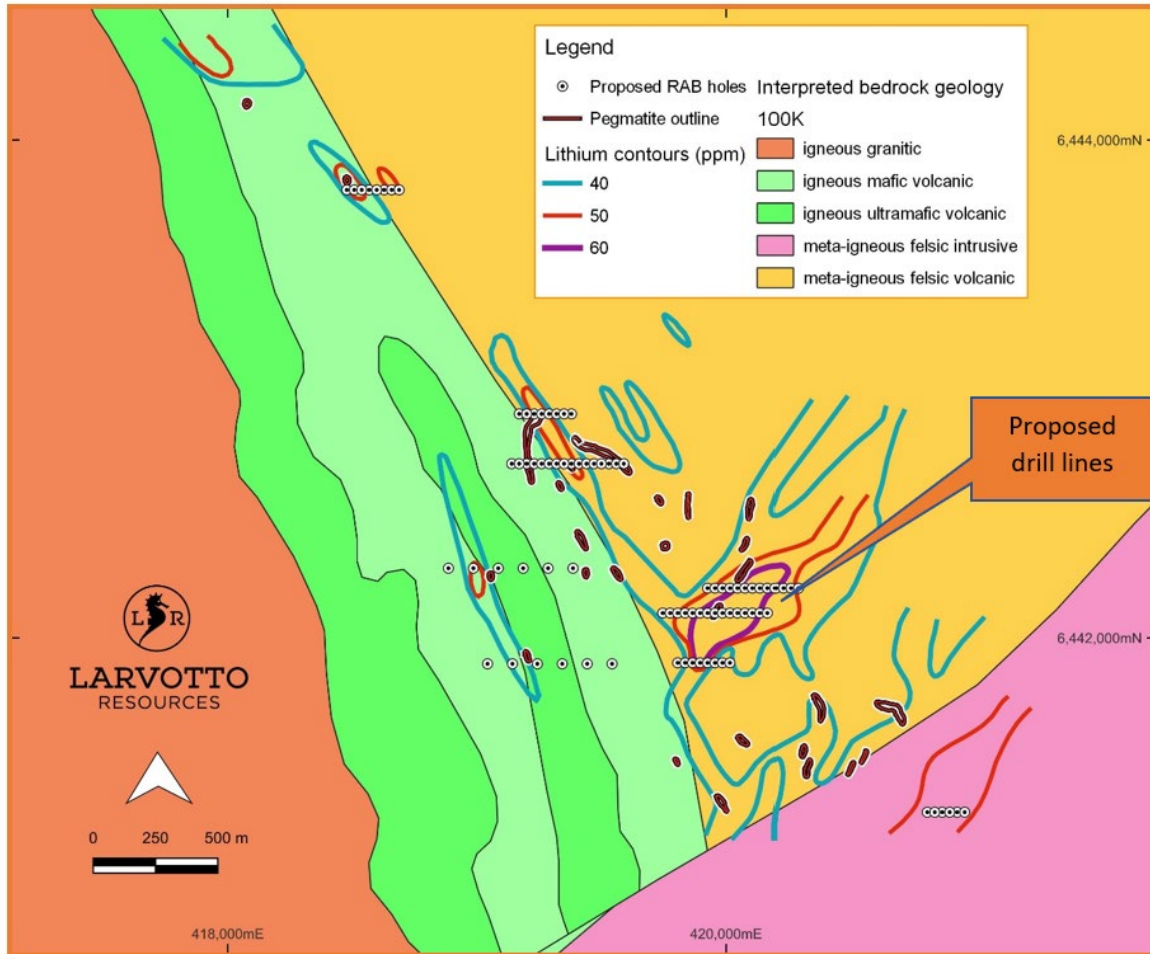 Legend
Proposed RAB holes
Pegmatite outline
Lithium contours (ppm)
40
50
60
Interpreted bedrock geology
100K
igneous granitic
igneous mafic volcanic
igneous ultramafic volcanic
meta-igneous felsic intrusive
meta-igneous felsic volcanic
6,444,000mN
Proposed
drill lines
6,442,000mN
L R
LARVOTTO
RESOURCES
0 250 500 m
418,000mE
420,000mE